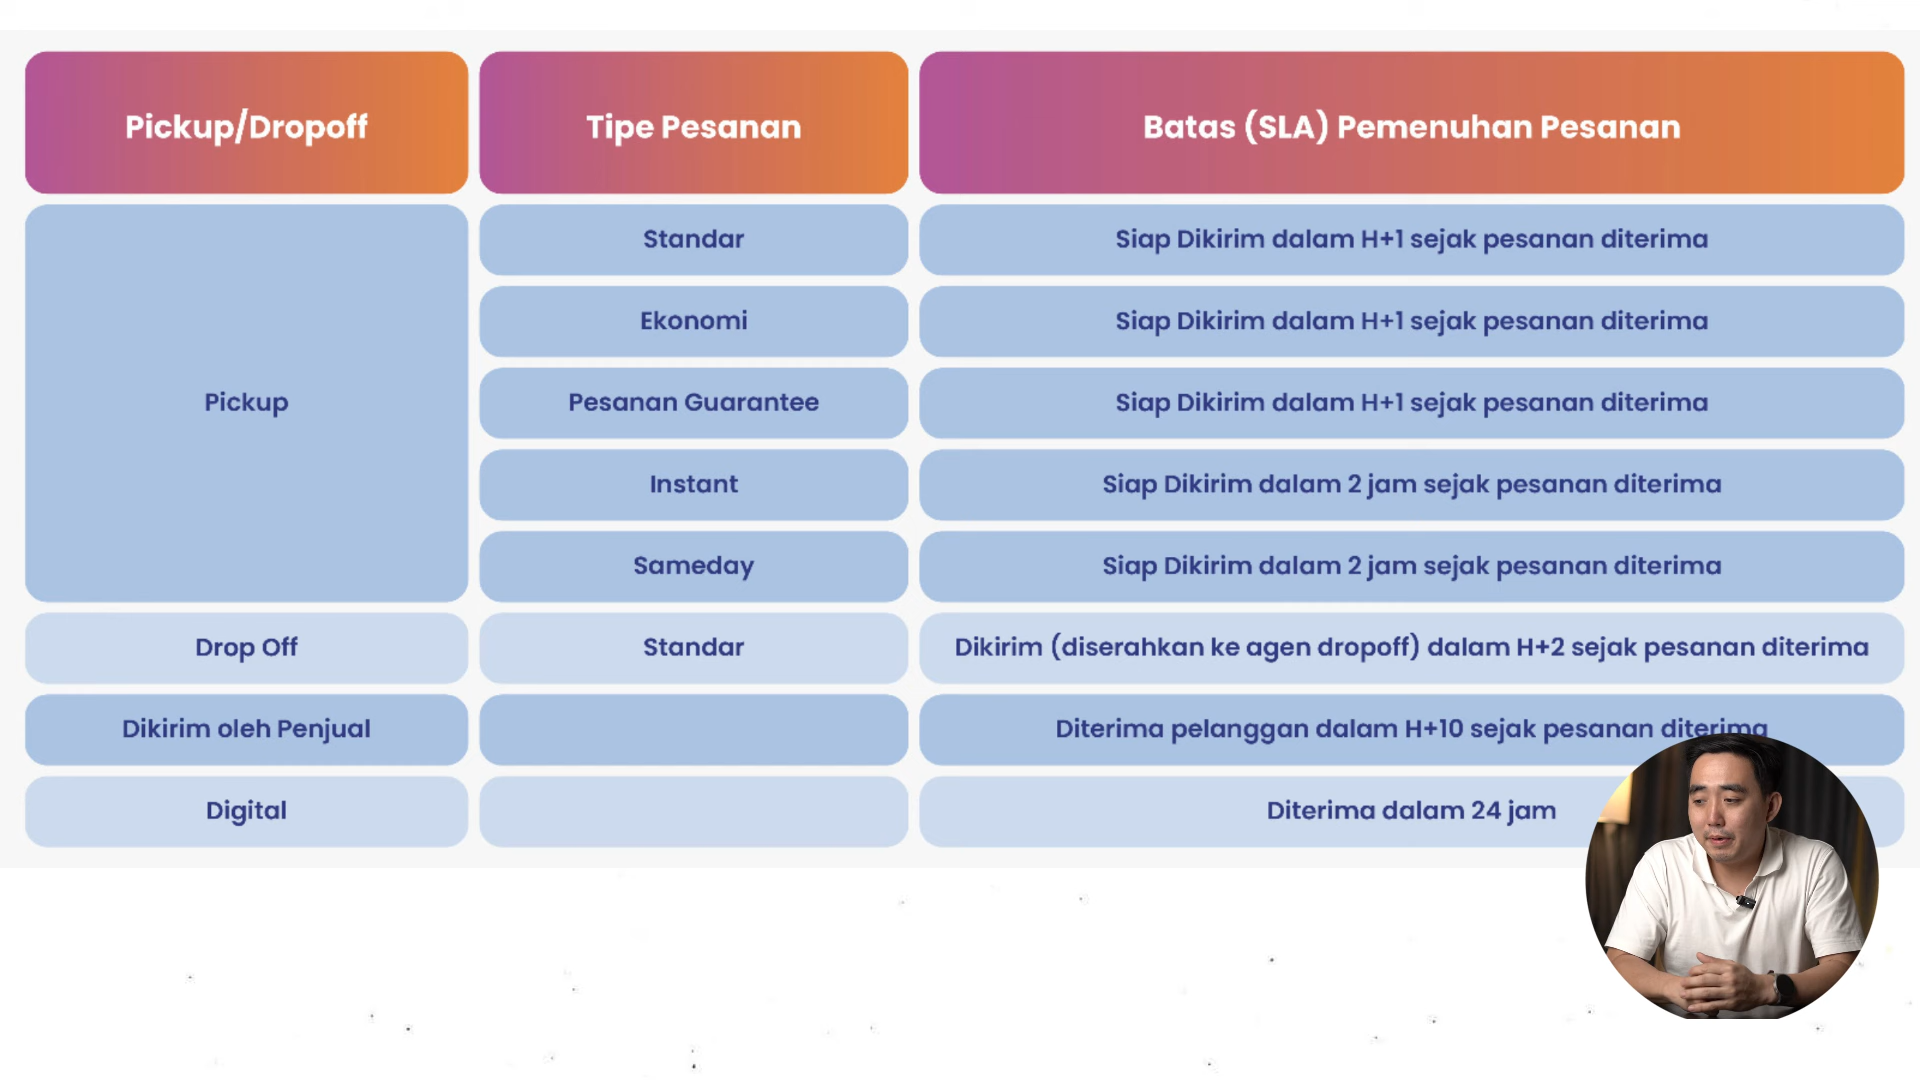 Pickup/Dropoff
Tipe Pesanan
Batas (SLA) Pemenuhan Pesanan
Pickup
Standar
Siap Dikirim dalam H+1 sejak pesanan diterima
Ekonomi
Siap Dikirim dalam H+1 sejak pesanan diterima
Pesanan Guarantee
Siap Dikirim dalam H+1 sejak pesanan diterima
Instant
Siap Dikirim dalam 2 jam sejak pesanan diterima
Sameday
Siap Dikirim dalam 2 jam sejak pesanan diterima
Drop Off
Standar
Dikirim (diserahkan ke agen dropoff) dalam H+2 sejak pesanan diterima
Dikirim oleh Penjual
Diterima pelanggan dalam H+10 sejak pesanan diterima
Digital
Diterima dalam 24 jam